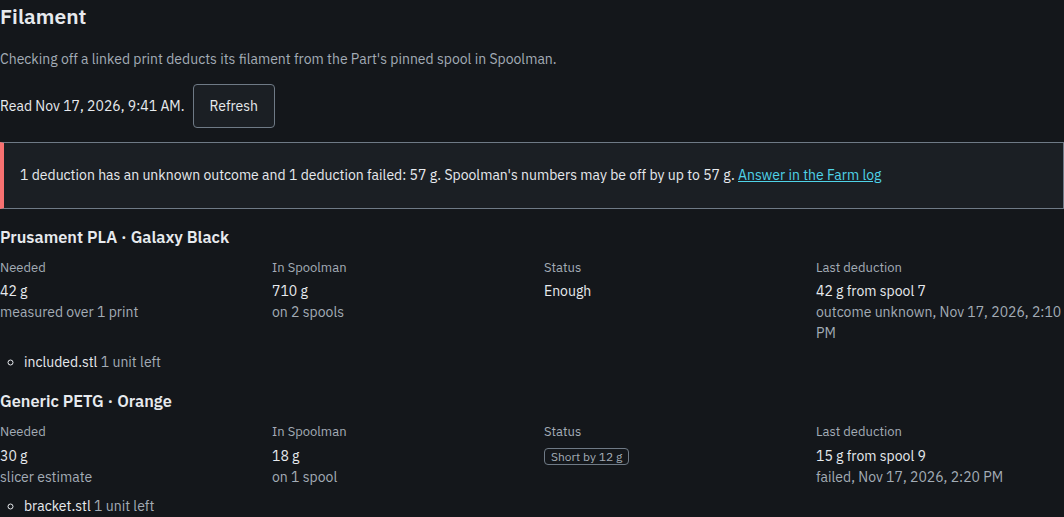 Filament
Checking off a linked print deducts its filament from the Part's pinned spool in Spoolman.
Read Nov 17, 2026, 9:41 AM. Refresh
1 deduction has an unknown outcome and 1 deduction failed: 57 g. Spoolman's numbers may be off by up to 57 g. Answer in the Farm log
Prusament PLA · Galaxy Black
Needed In Spoolman Status Last deduction
42 g 710 g Enough 42 g from spool 7
measured over 1 print on 2 spools outcome unknown, Nov 17, 2026, 2:10
PM
included.stl 1 unit left
Generic PETG · Orange
Needed In Spoolman Status Last deduction
30 g 18 g Short by 12 g 15 g from spool 9
slicer estimate on 1 spool failed, Nov 17, 2026, 2:20 PM
bracket.stl 1 unit left